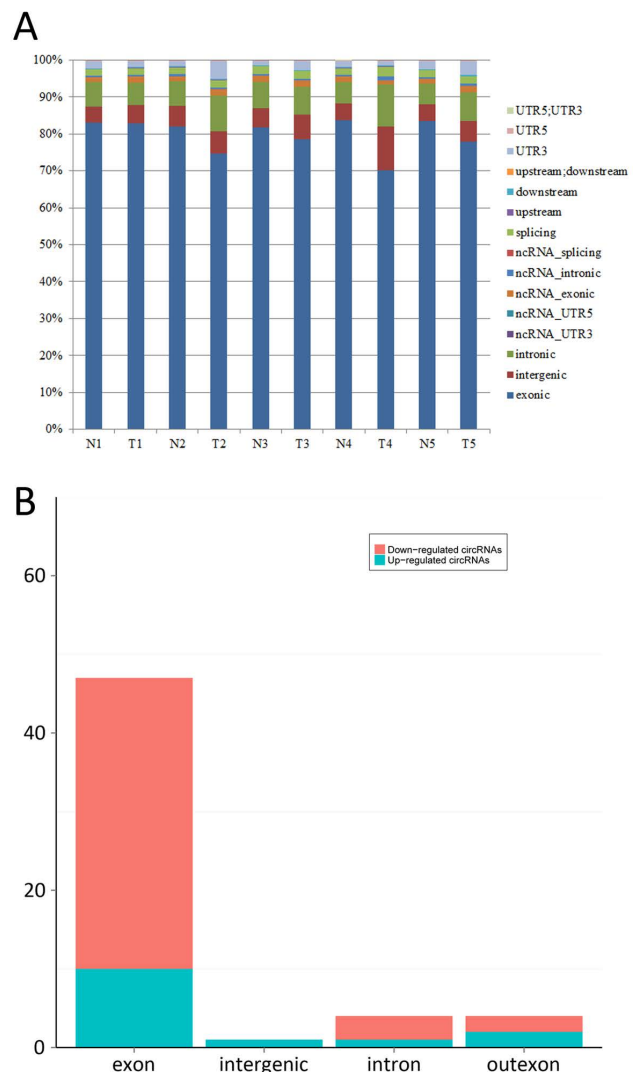 A
100%
90%
80%
70%
60%
50%
40%
30%
20%
10%
0%
N1 T1 N2 T2 N3 T3 N4 T4 N5 T5
UTR5;UTR3
UTR5
UTR3
upstream;downstream
downstream
upstream
splicing
ncRNA_splicing
ncRNA_intronic
ncRNA_exonic
ncRNA_UTR5
ncRNA_UTR3
intronic
intergenic
exonic
B
Down-regulated circRNAs
Up-regulated circRNAs
60
40
20
0
exon intergenic intron outexon